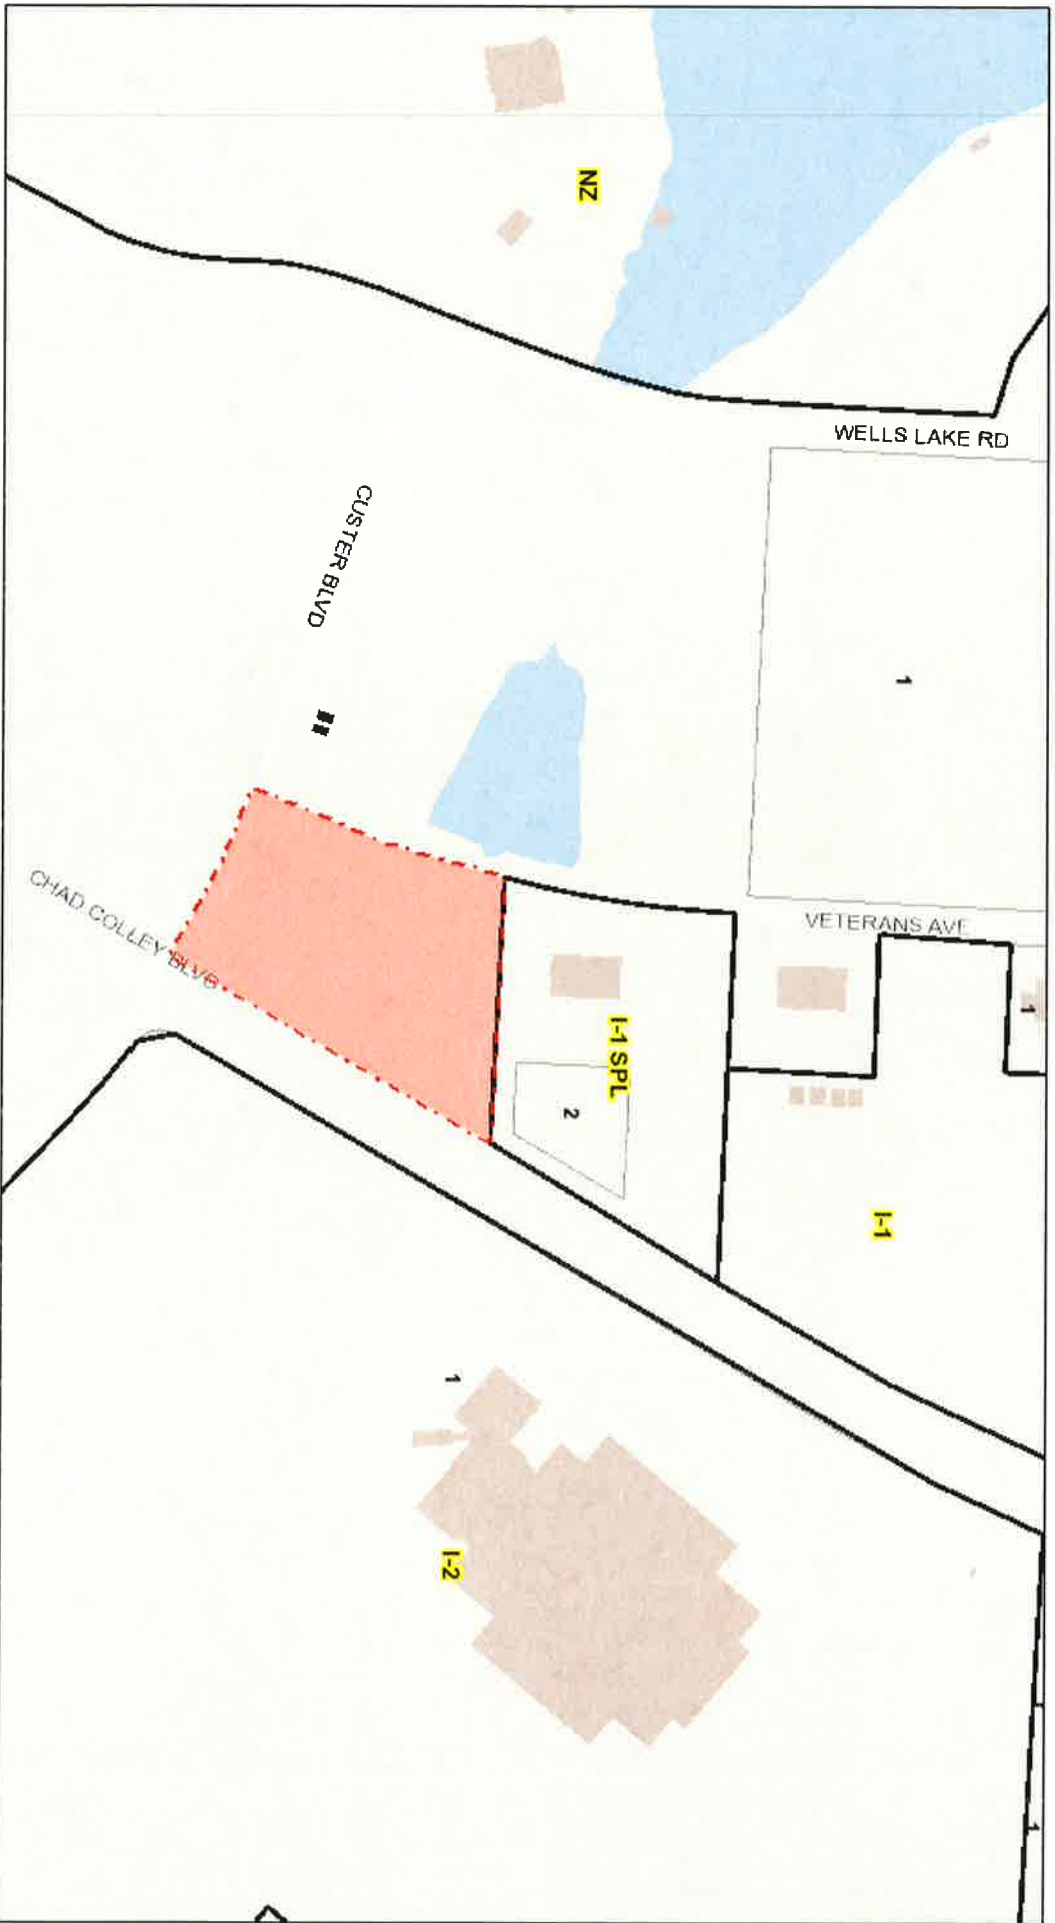 NZ
WELLS LAKE RD
CUSTER BLVD
1
VETERANS AVE
1
CHAD COLLEY BLVD
I-1 SPL
2
I-1
1
I-2
1